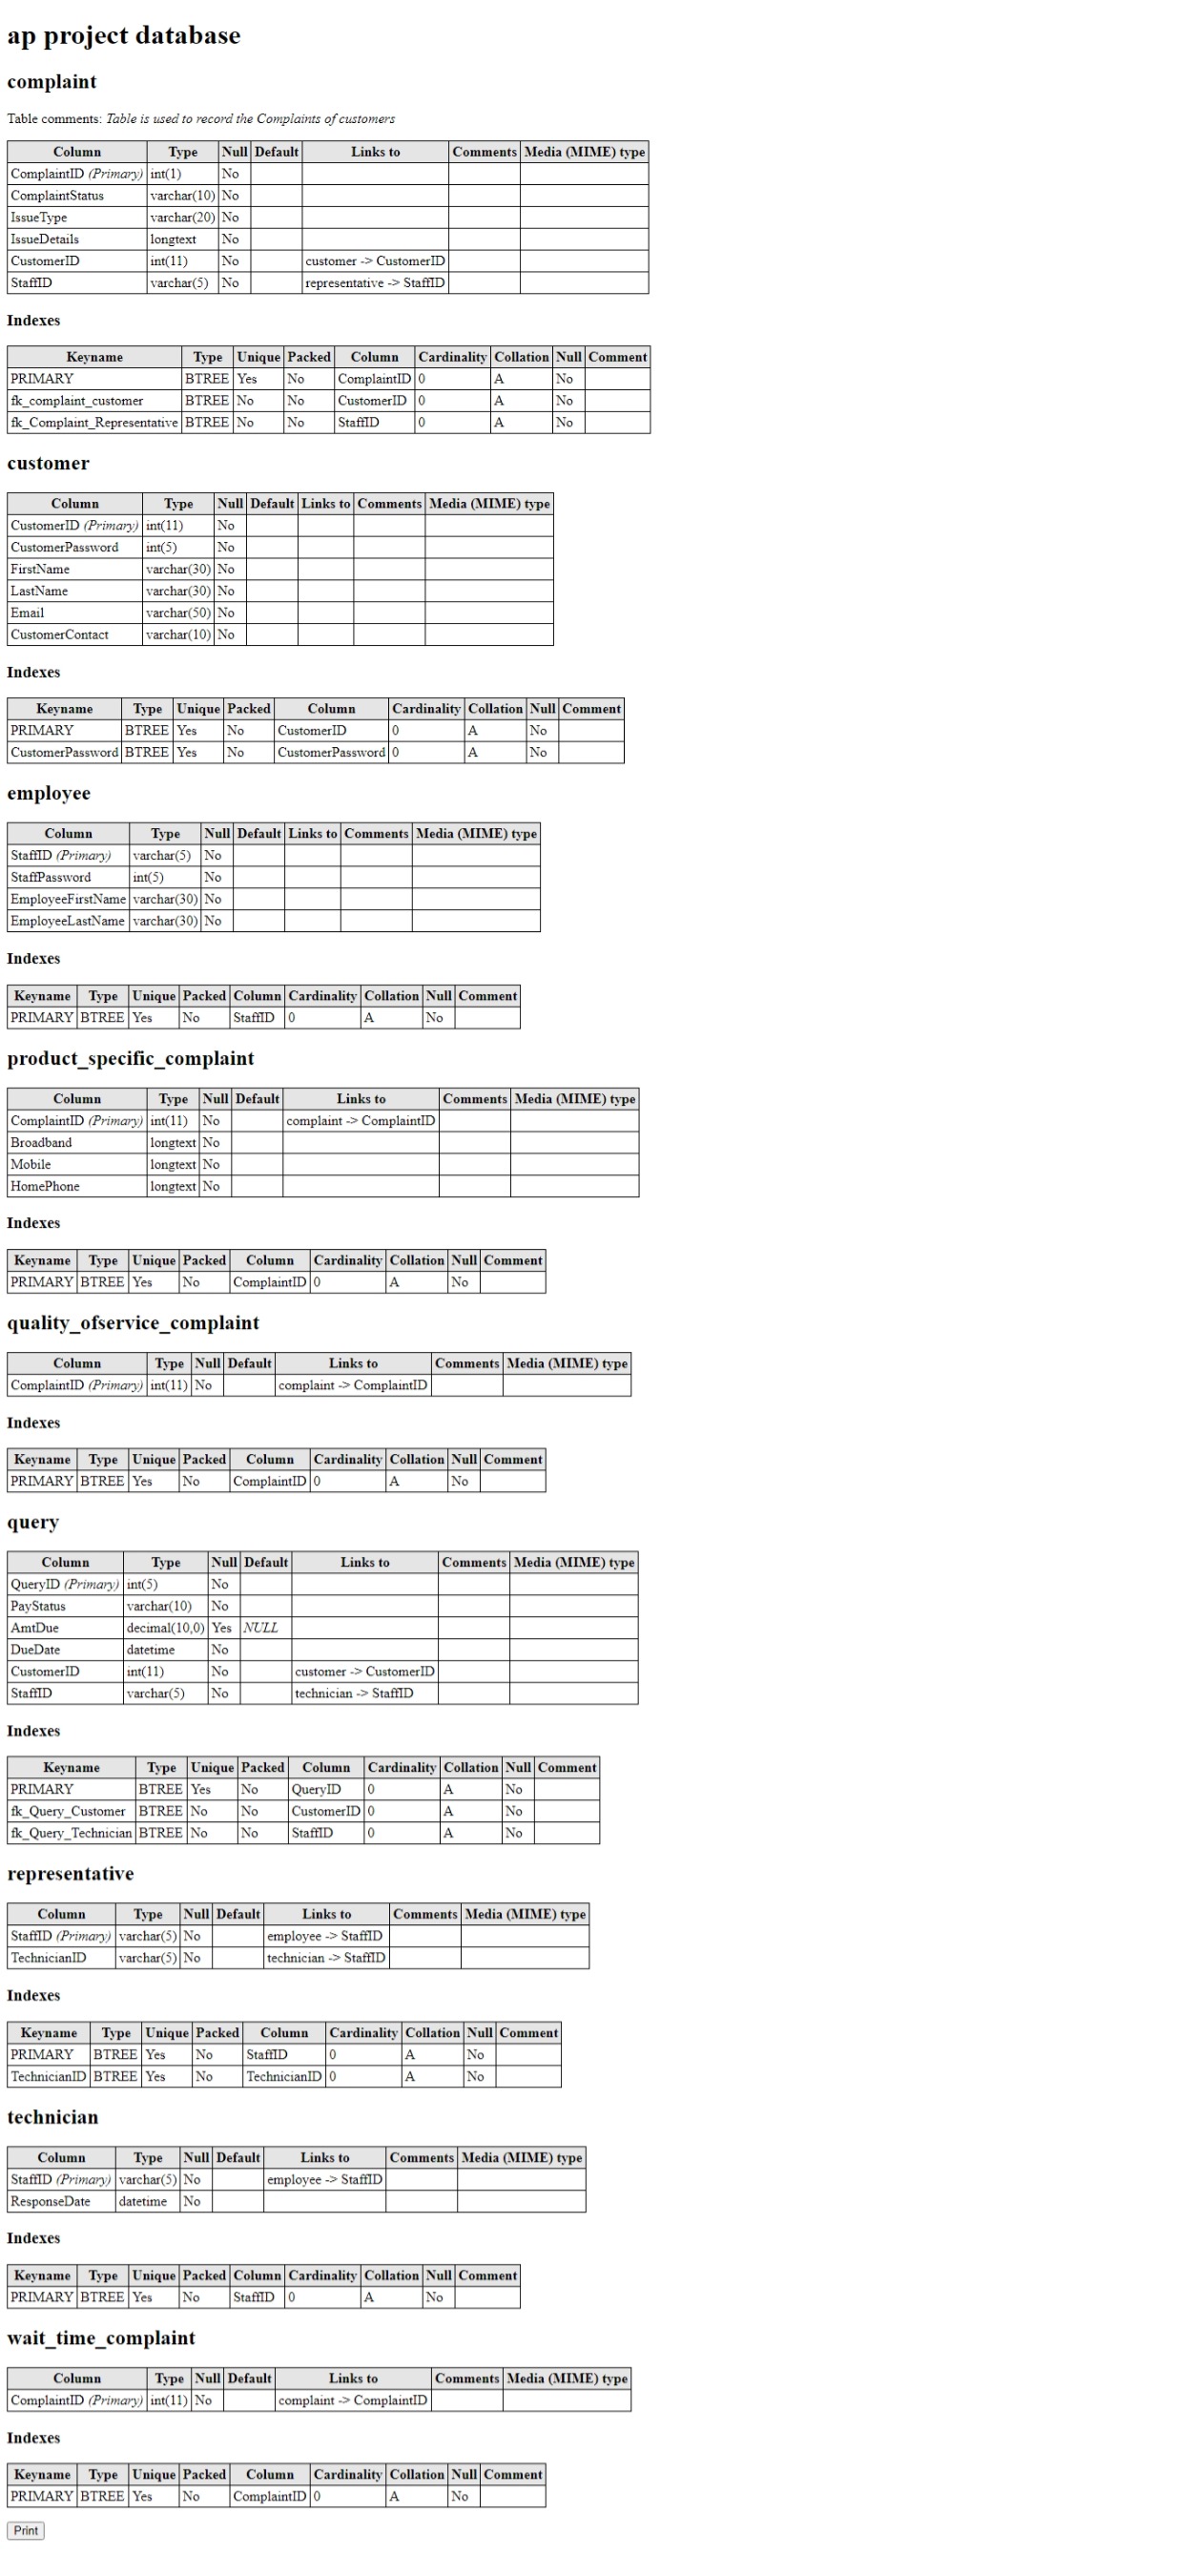 ap project database
complaint
Table comments: Table is used to record the Complaints of customers
Column Type Null Default Links to Comments Media (MIME) type
ComplaintID (Primary) int(1) No
ComplaintStatus varchar(10) No
IssueType varchar(20) No
IssueDetails longtext No
CustomerID int(11) No customer -> CustomerID
StaffID varchar(5) No representative -> StaffID
Indexes
Keyname Type Unique Packed Column Cardinality Collation Null Comment
PRIMARY BTREE Yes No ComplaintID 0 A No
fk_complaint_customer BTREE No No CustomerID 0 A No
fk_Complaint_Representative BTREE No No StaffID 0 A No
customer
Column Type Null Default Links to Comments Media (MIME) type
CustomerID (Primary) int(11) No
CustomerPassword int(5) No
FirstName varchar(30) No
LastName varchar(30) No
Email varchar(50) No
CustomerContact varchar(10) No
Indexes
Keyname Type Unique Packed Column Cardinality Collation Null Comment
PRIMARY BTREE Yes No CustomerID 0 A No
CustomerPassword BTREE Yes No CustomerPassword 0 A No
employee
Column Type Null Default Links to Comments Media (MIME) type
StaffID (Primary) varchar(5) No
StaffPassword int(5) No
EmployeeFirstName varchar(30) No
EmployeeLastName varchar(30) No
Indexes
Keyname Type Unique Packed Column Cardinality Collation Null Comment
PRIMARY BTREE Yes No StaffID 0 A No
product_specific_complaint
Column Type Null Default Links to Comments Media (MIME) type
ComplaintID (Primary) int(11) No complaint -> ComplaintID
Broadband longtext No
Mobile longtext No
HomePhone longtext No
Indexes
Keyname Type Unique Packed Column Cardinality Collation Null Comment
PRIMARY BTREE Yes No ComplaintID 0 A No
quality_ofservice_complaint
Column Type Null Default Links to Comments Media (MIME) type
ComplaintID (Primary) int(11) No complaint -> ComplaintID
Indexes
Keyname Type Unique Packed Column Cardinality Collation Null Comment
PRIMARY BTREE Yes No ComplaintID 0 A No
query
Column Type Null Default Links to Comments Media (MIME) type
QueryID (Primary) int(5) No
PayStatus varchar(10) No
AmtDue decimal(10,0) Yes NULL
DueDate datetime No
CustomerID int(11) No customer -> CustomerID
StaffID varchar(5) No technician -> StaffID
Indexes
Keyname Type Unique Packed Column Cardinality Collation Null Comment
PRIMARY BTREE Yes No QueryID 0 A No
fk_Query_Customer BTREE No No CustomerID 0 A No
fk_Query_Technician BTREE No No StaffID 0 A No
representative
Column Type Null Default Links to Comments Media (MIME) type
StaffID (Primary) varchar(5) No employee -> StaffID
TechnicianID varchar(5) No technician -> StaffID
Indexes
Keyname Type Unique Packed Column Cardinality Collation Null Comment
PRIMARY BTREE Yes No StaffID 0 A No
TechnicianID BTREE Yes No TechnicianID 0 A No
technician
Column Type Null Default Links to Comments Media (MIME) type
StaffID (Primary) varchar(5) No employee -> StaffID
ResponseDate datetime No
Indexes
Keyname Type Unique Packed Column Cardinality Collation Null Comment
PRIMARY BTREE Yes No StaffID 0 A No
wait_time_complaint
Column Type Null Default Links to Comments Media (MIME) type
ComplaintID (Primary) int(11) No complaint -> ComplaintID
Indexes
Keyname Type Unique Packed Column Cardinality Collation Null Comment
PRIMARY BTREE Yes No ComplaintID 0 A No
Print